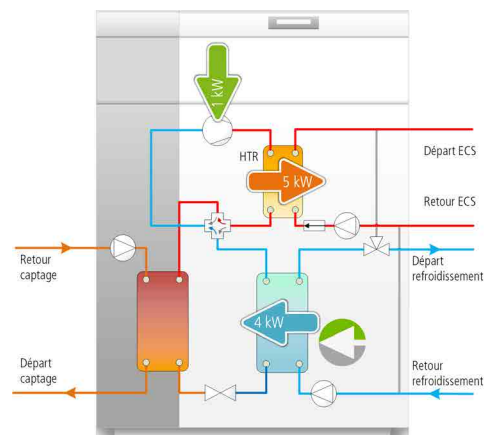 1 kW
HTR
5 kW
Départ ECS
Retour ECS
Retour
captage
Départ
refroidissement
4 kW
Départ
captage
Retour
refroidissement